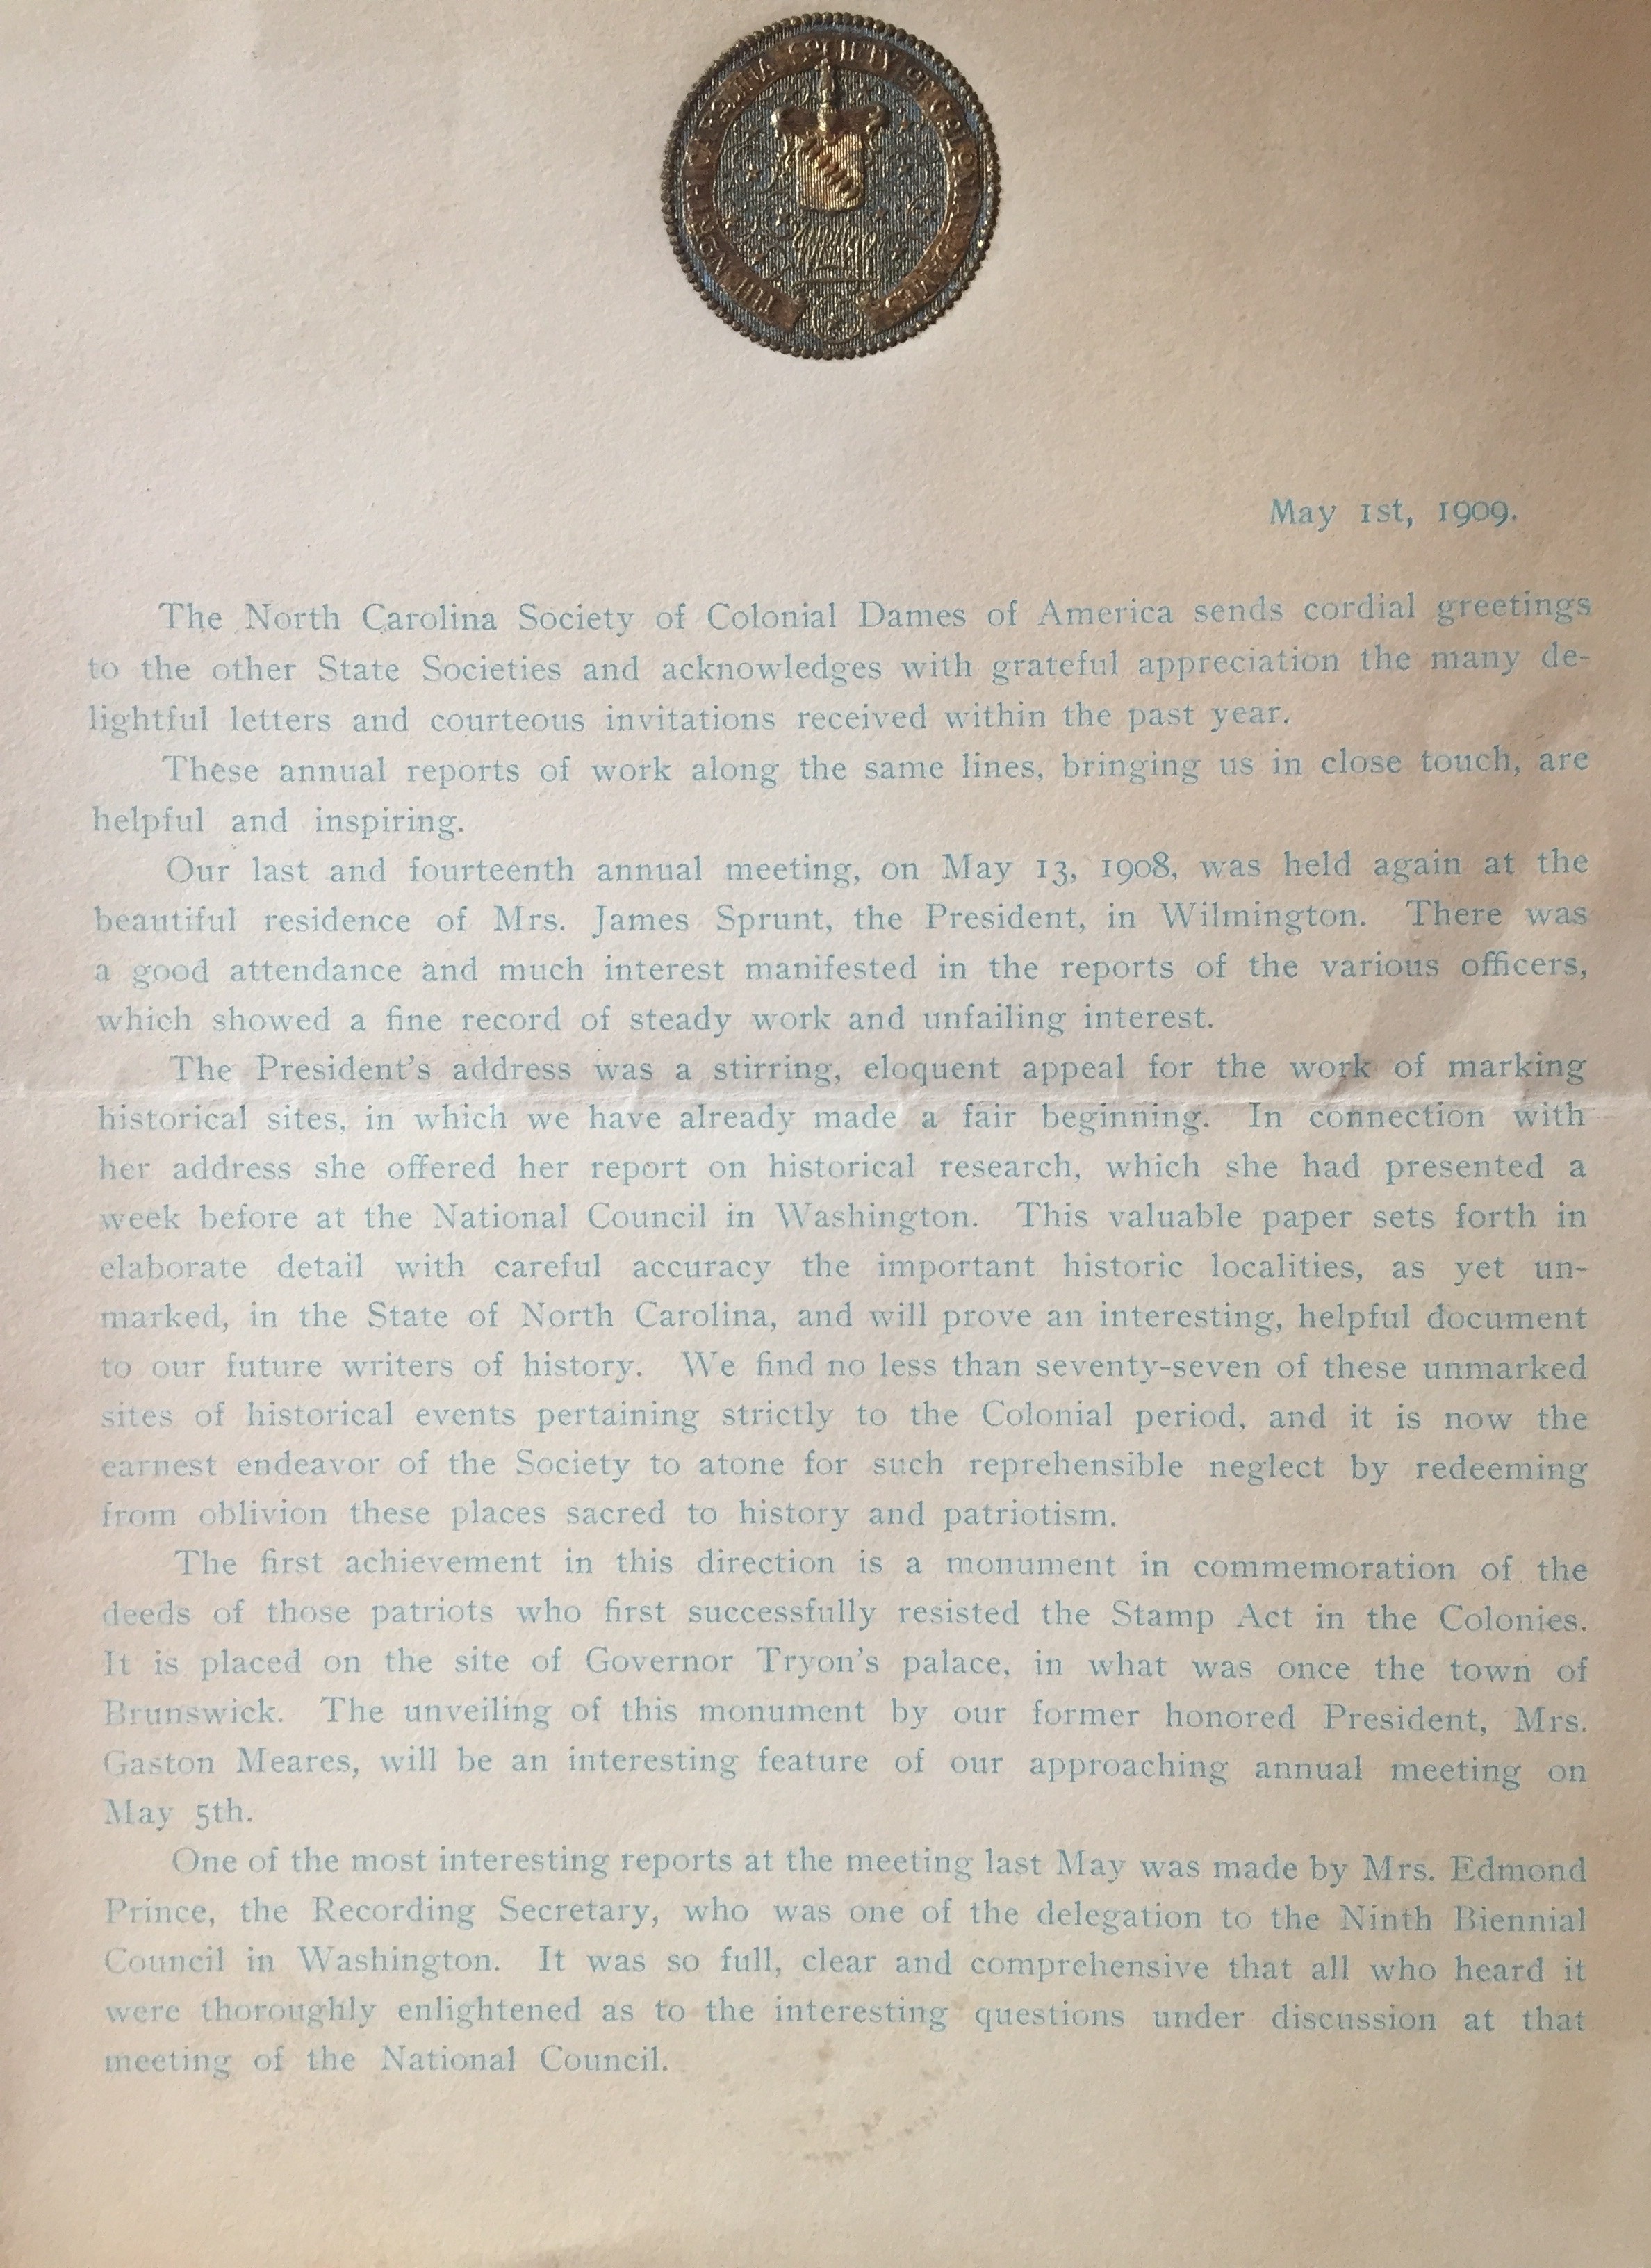 THE NORTH CAROLINA SOCIETY OF COLONIAL DAMES
May 1st, 1909.
The North Carolina Society of Colonial Dames of America sends cordial greetings
to the other State Societies and acknowledges with grateful appreciation the many de-
lightful letters and courteous invitations received within the past year.
These annual reports of work along the same lines, bringing us in close touch, are
helpful and inspiring.
Our last and fourteenth annual meeting, on May 13, 1908, was held again at the
beautiful residence of Mrs. James Sprunt, the President, in Wilmington. There was
a good attendance and much interest manifested in the reports of the various officers,
which showed a fine record of steady work and unfailing interest.
The President's address was a stirring, eloquent appeal for the work of marking
historical sites, in which we have already made a fair beginning. In connection with
her address she offered her report on historical research, which she had presented a
week before at the National Council in Washington. This valuable paper sets forth in
elaborate detail with careful accuracy the important historic localities, as yet un-
marked, in the State of North Carolina, and will prove an interesting, helpful document
to our future writers of history. We find no less than seventy-seven of these unmarked
sites of historical events pertaining strictly to the Colonial period, and it is now the
earnest endeavor of the Society to atone for such reprehensible neglect by redeeming
from oblivion these places sacred to history and patriotism.
The first achievement in this direction is a monument in commemoration of the
deeds of those patriots who first successfully resisted the Stamp Act in the Colonies.
It is placed on the site of Governor Tryon's palace, in what was once the town of
Brunswick. The unveiling of this monument by our former honored President, Mrs.
Gaston Meares, will be an interesting feature of our approaching annual meeting on
May 5th.
One of the most interesting reports at the meeting last May was made by Mrs. Edmond
Prince, the Recording Secretary, who was one of the delegation to the Ninth Biennial
Council in Washington. It was so full, clear and comprehensive that all who heard it
were thoroughly enlightened as to the interesting questions under discussion at that
meeting of the National Council.